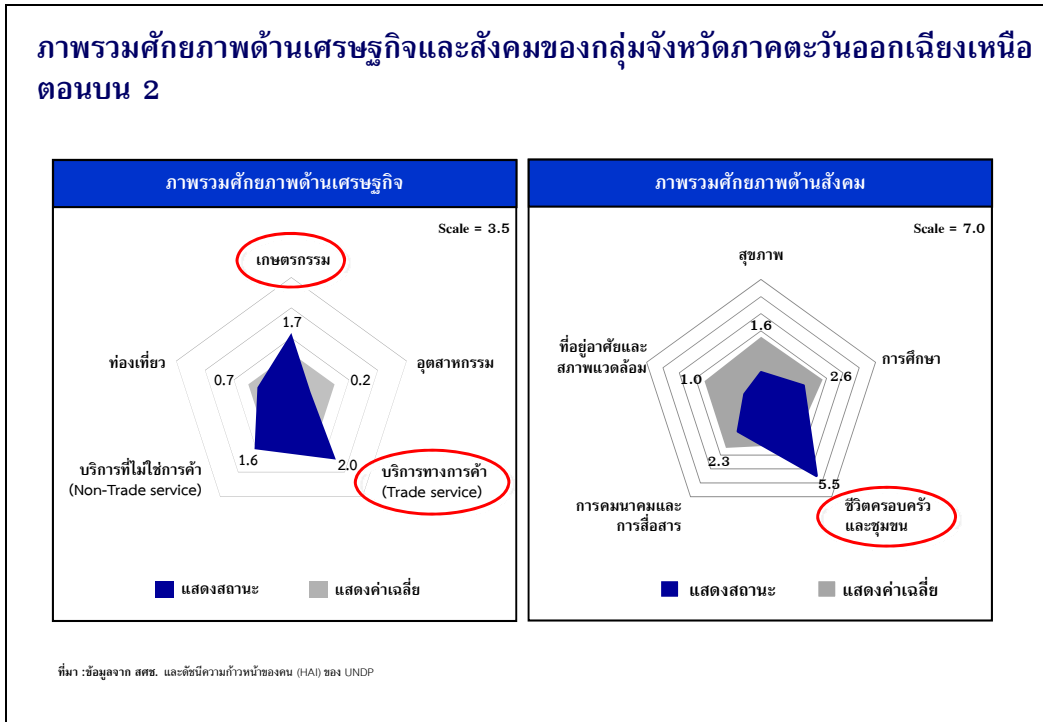 ภาพรวมศักยภาพด้านเศรษฐกิจและสังคมของกลุ่มจังหวัดภาคตะวันออกเฉียงเหนือ
ตอนบน 2
ภาพรวมศักยภาพด้านเศรษฐกิจ
Scale = 3.5
เกษตรกรรม
1.7
ท่องเที่ยว
0.7
0.2
อุตสาหกรรม
1.6
2.0
บริการที่ไม่ใช่การค้า
(Non-Trade service)
บริการทางการค้า
(Trade service)
แสดงสถานะ
แสดงค่าเฉลี่ย
ภาพรวมศักยภาพด้านสังคม
Scale = 7.0
สุขภาพ
1.6
ที่อยู่อาศัยและ
สภาพแวดล้อม
1.0
2.6
การศึกษา
2.3
5.5
การคมนาคมและ
การสื่อสาร
ชีวิตครอบครัว
และชุมชน
แสดงสถานะ
แสดงค่าเฉลี่ย
ที่มา :ข้อมูลจาก สศช. และดัชนีความก้าวหน้าของคน (HAI) ของ UNDP